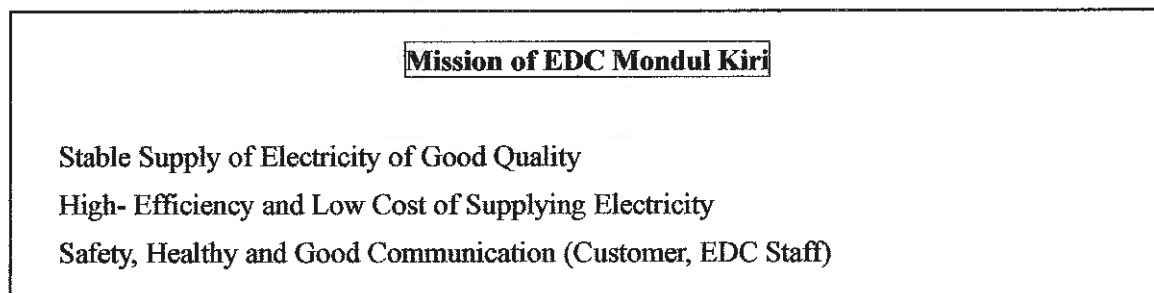 Mission of EDC Mondul Kiri
Stable Supply of Electricity of Good Quality
High- Efficiency and Low Cost of Supplying Electricity
Safety, Healthy and Good Communication (Customer, EDC Staff)